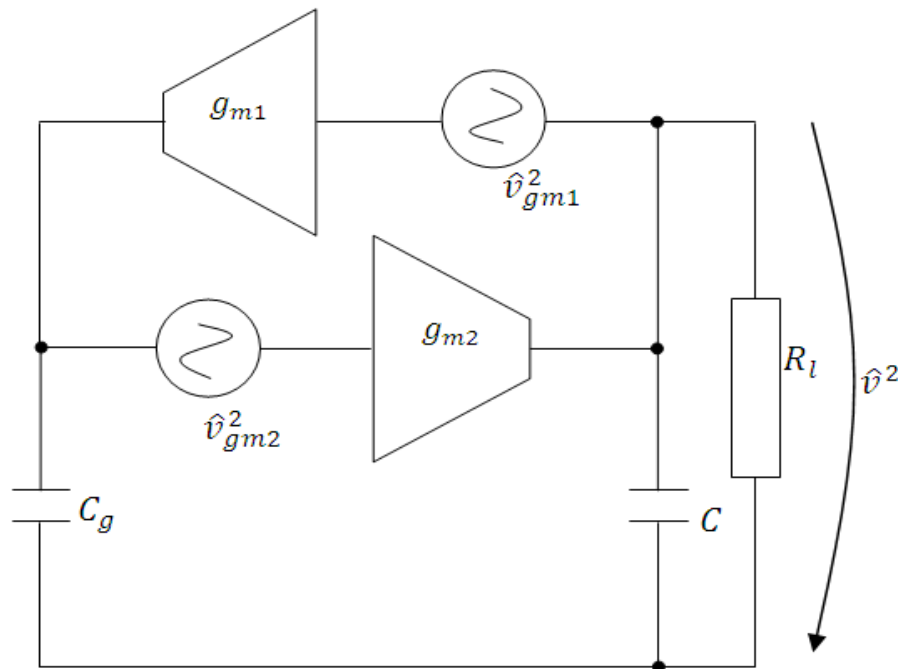 g_{m1}
\hat{v}^2_{gm1}
g_{m2}
\hat{v}^2_{gm2}
R_l
\hat{v}^2
C_g
C